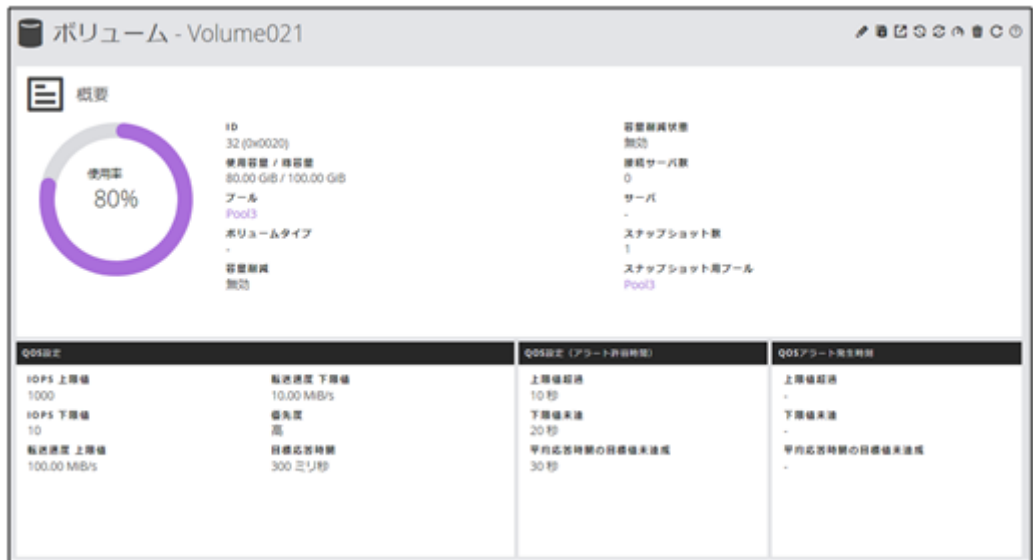 ボリューム - Volume021
概要
使用率
80%
ID
32 (0x0020)
使用容量 / 総容量
80.00 GiB / 100.00 GiB
プール
Pool3
ボリュームタイプ
-
容量削減
無効
容量削減状態
無効
接続サーバ数
0
サーバ
-
スナップショット数
1
スナップショット用プール
Pool3
QOS設定
IOPS 上限値
1000
IOPS 下限値
10
転送速度 上限値
100.00 MiB/s
転送速度 下限値
10.00 MiB/s
優先度
高
目標応答時間
300 ミリ秒
QOS設定 (アラート許容時間)
上限値超過
10 秒
下限値未達
20 秒
平均応答時間の目標値未達成
30 秒
QOSアラート発生時刻
上限値超過
-
下限値未達
-
平均応答時間の目標値未達成
-